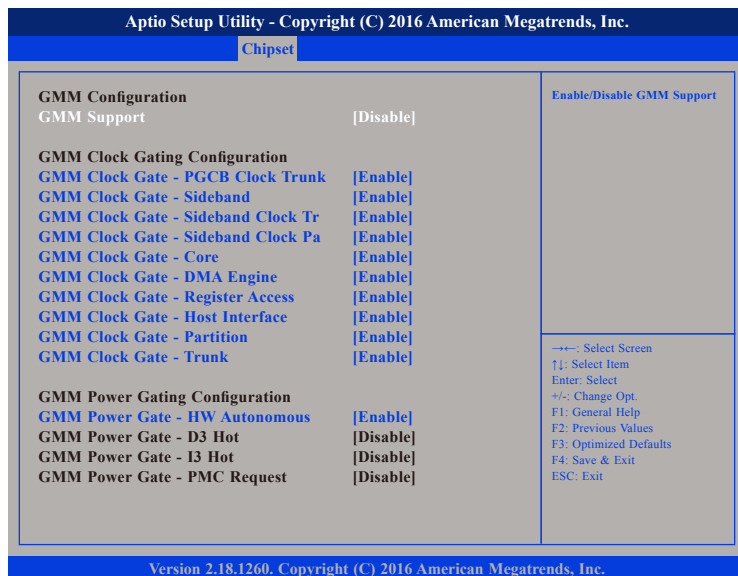 Aptio Setup Utility - Copyright (C) 2016 American Megatrends, Inc.
Chipset
GMM Configuration
GMM Support [Disable]
GMM Clock Gating Configuration
GMM Clock Gate - PGCB Clock Trunk [Enable]
GMM Clock Gate - Sideband [Enable]
GMM Clock Gate - Sideband Clock Tr [Enable]
GMM Clock Gate - Sideband Clock Pa [Enable]
GMM Clock Gate - Core [Enable]
GMM Clock Gate - DMA Engine [Enable]
GMM Clock Gate - Register Access [Enable]
GMM Clock Gate - Host Interface [Enable]
GMM Clock Gate - Partition [Enable]
GMM Clock Gate - Trunk [Enable]
GMM Power Gating Configuration
GMM Power Gate - HW Autonomous [Enable]
GMM Power Gate - D3 Hot [Disable]
GMM Power Gate - I3 Hot [Disable]
GMM Power Gate - PMC Request [Disable]
Enable/Disable GMM Support
→←: Select Screen
↑↓: Select Item
Enter: Select
+/-: Change Opt.
F1: General Help
F2: Previous Values
F3: Optimized Defaults
F4: Save & Exit
ESC: Exit
Version 2.18.1260. Copyright (C) 2016 American Megatrends, Inc.